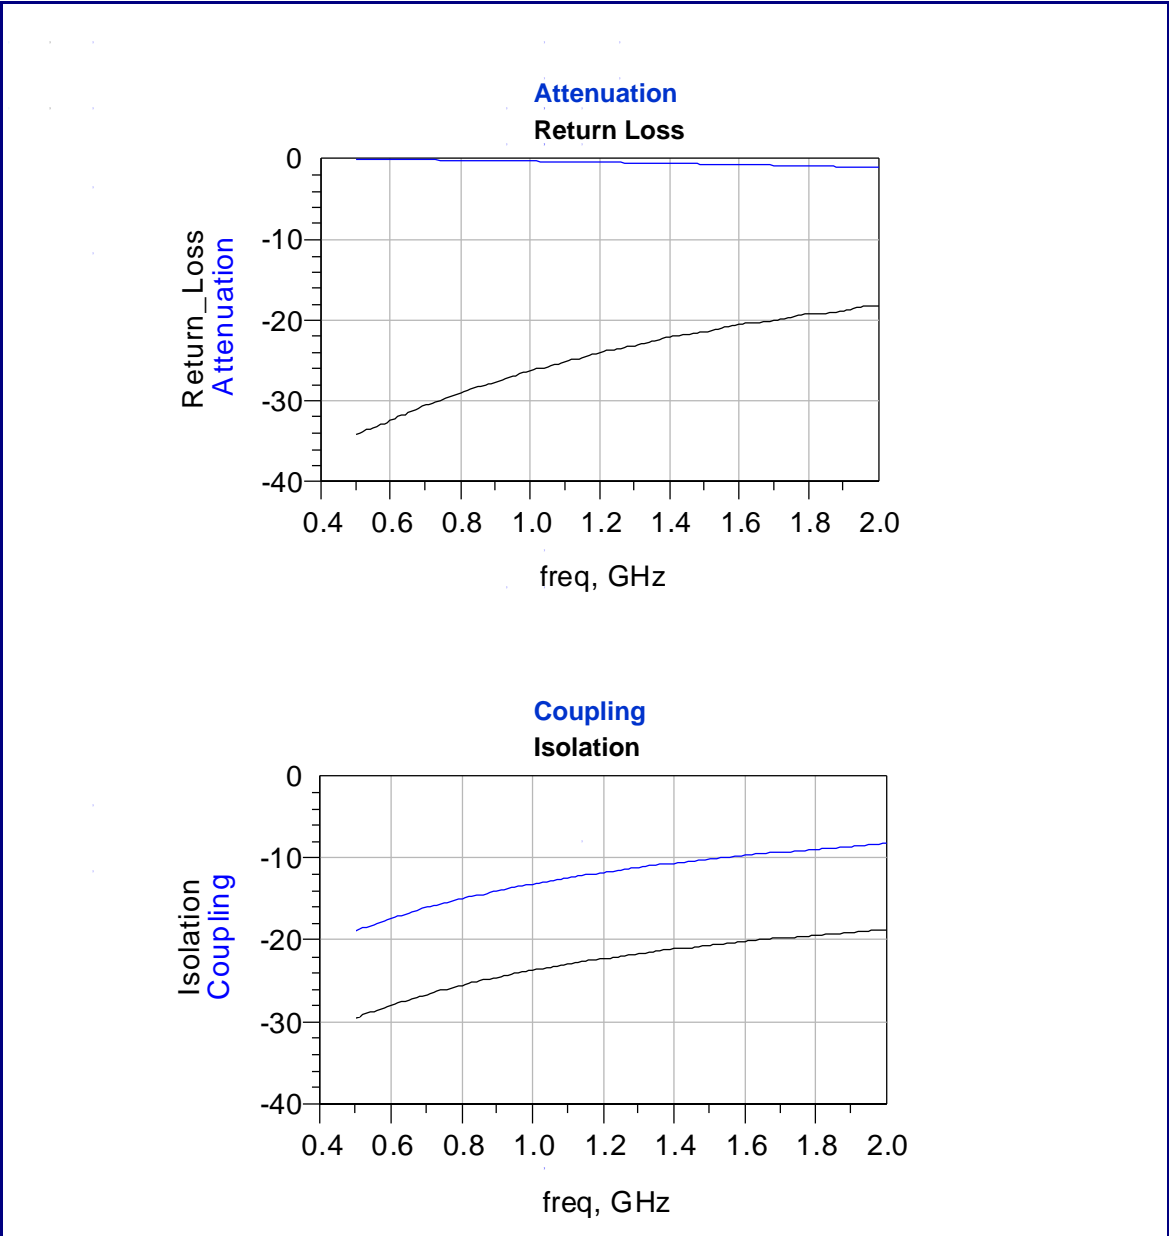 Attenuation
Return Loss
Return_Loss
Attenuation
0
-10
-20
-30
-40
0.4 0.6 0.8 1.0 1.2 1.4 1.6 1.8 2.0
freq, GHz
Coupling
Isolation
Isolation
Coupling
0
-10
-20
-30
-40
0.4 0.6 0.8 1.0 1.2 1.4 1.6 1.8 2.0
freq, GHz